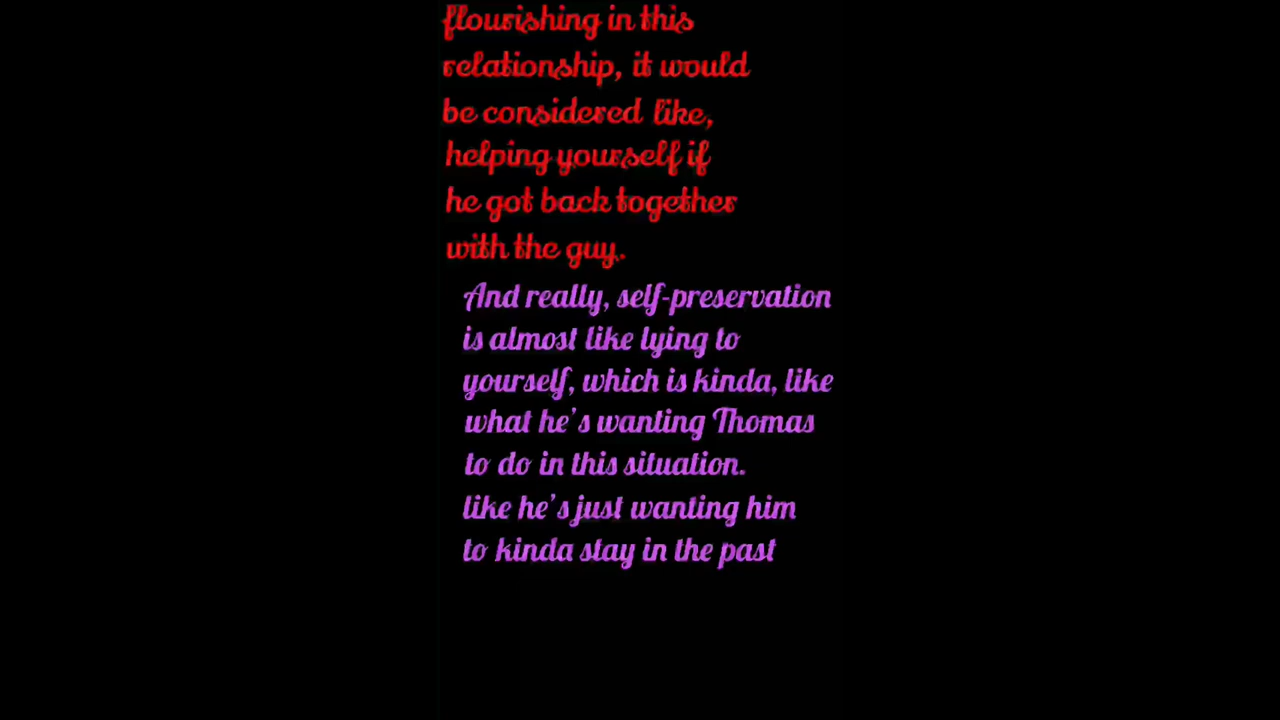 flourishing in this
relationship, it would
be considered like,
helping yourself if
he got back together
with the guy.
And really, self-preservation
is almost like lying to
yourself, which is kinda, like
what he's wanting Thomas
to do in this situation.
like he's just wanting him
to kinda stay in the past